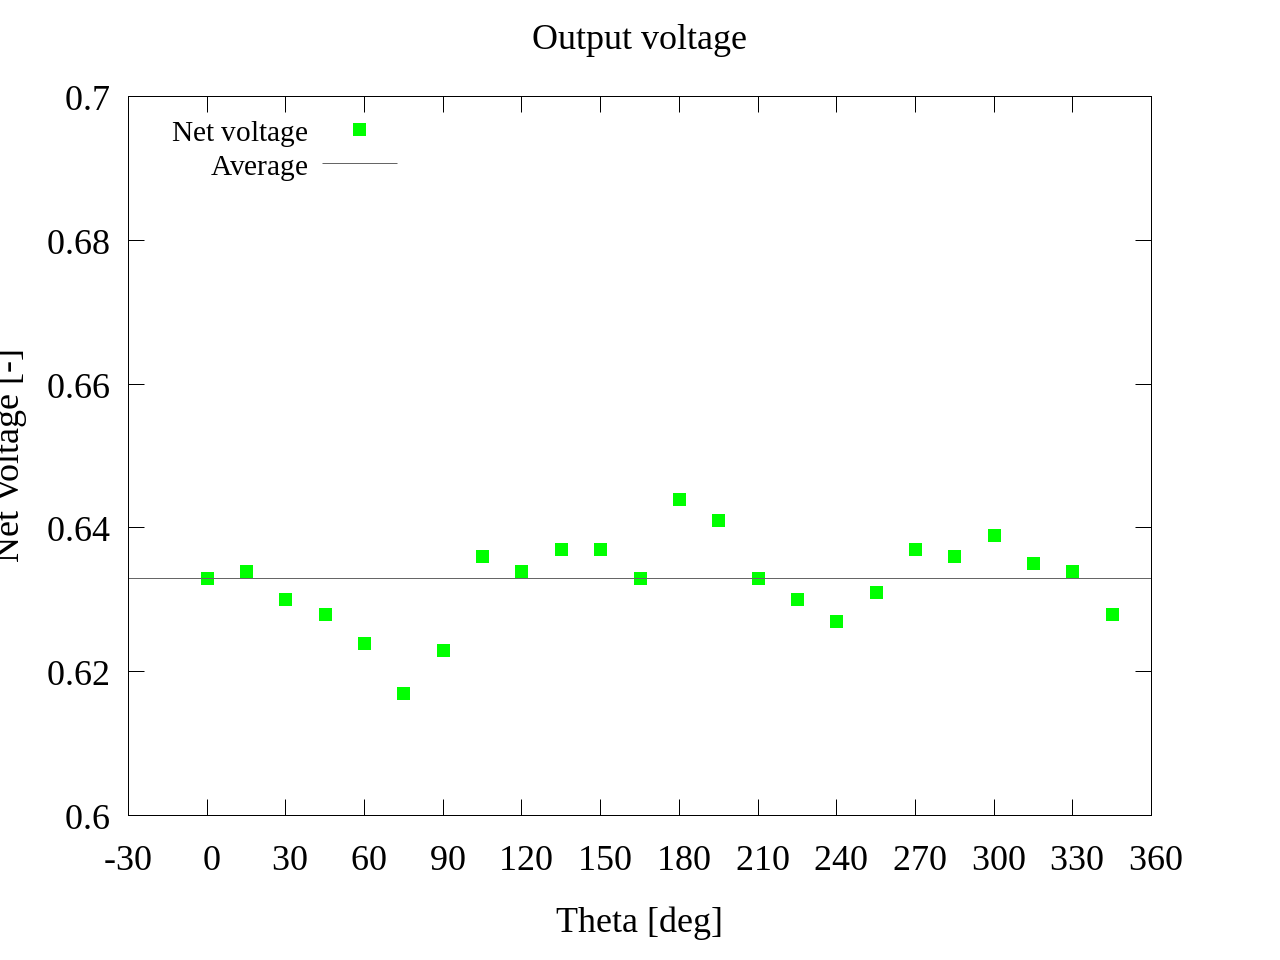 Output voltage
Net voltage
Average
0.7
0.68
0.66
0.64
0.62
0.6
Net Voltage [-]
-30 0 30 60 90 120 150 180 210 240 270 300 330 360
Theta [deg]